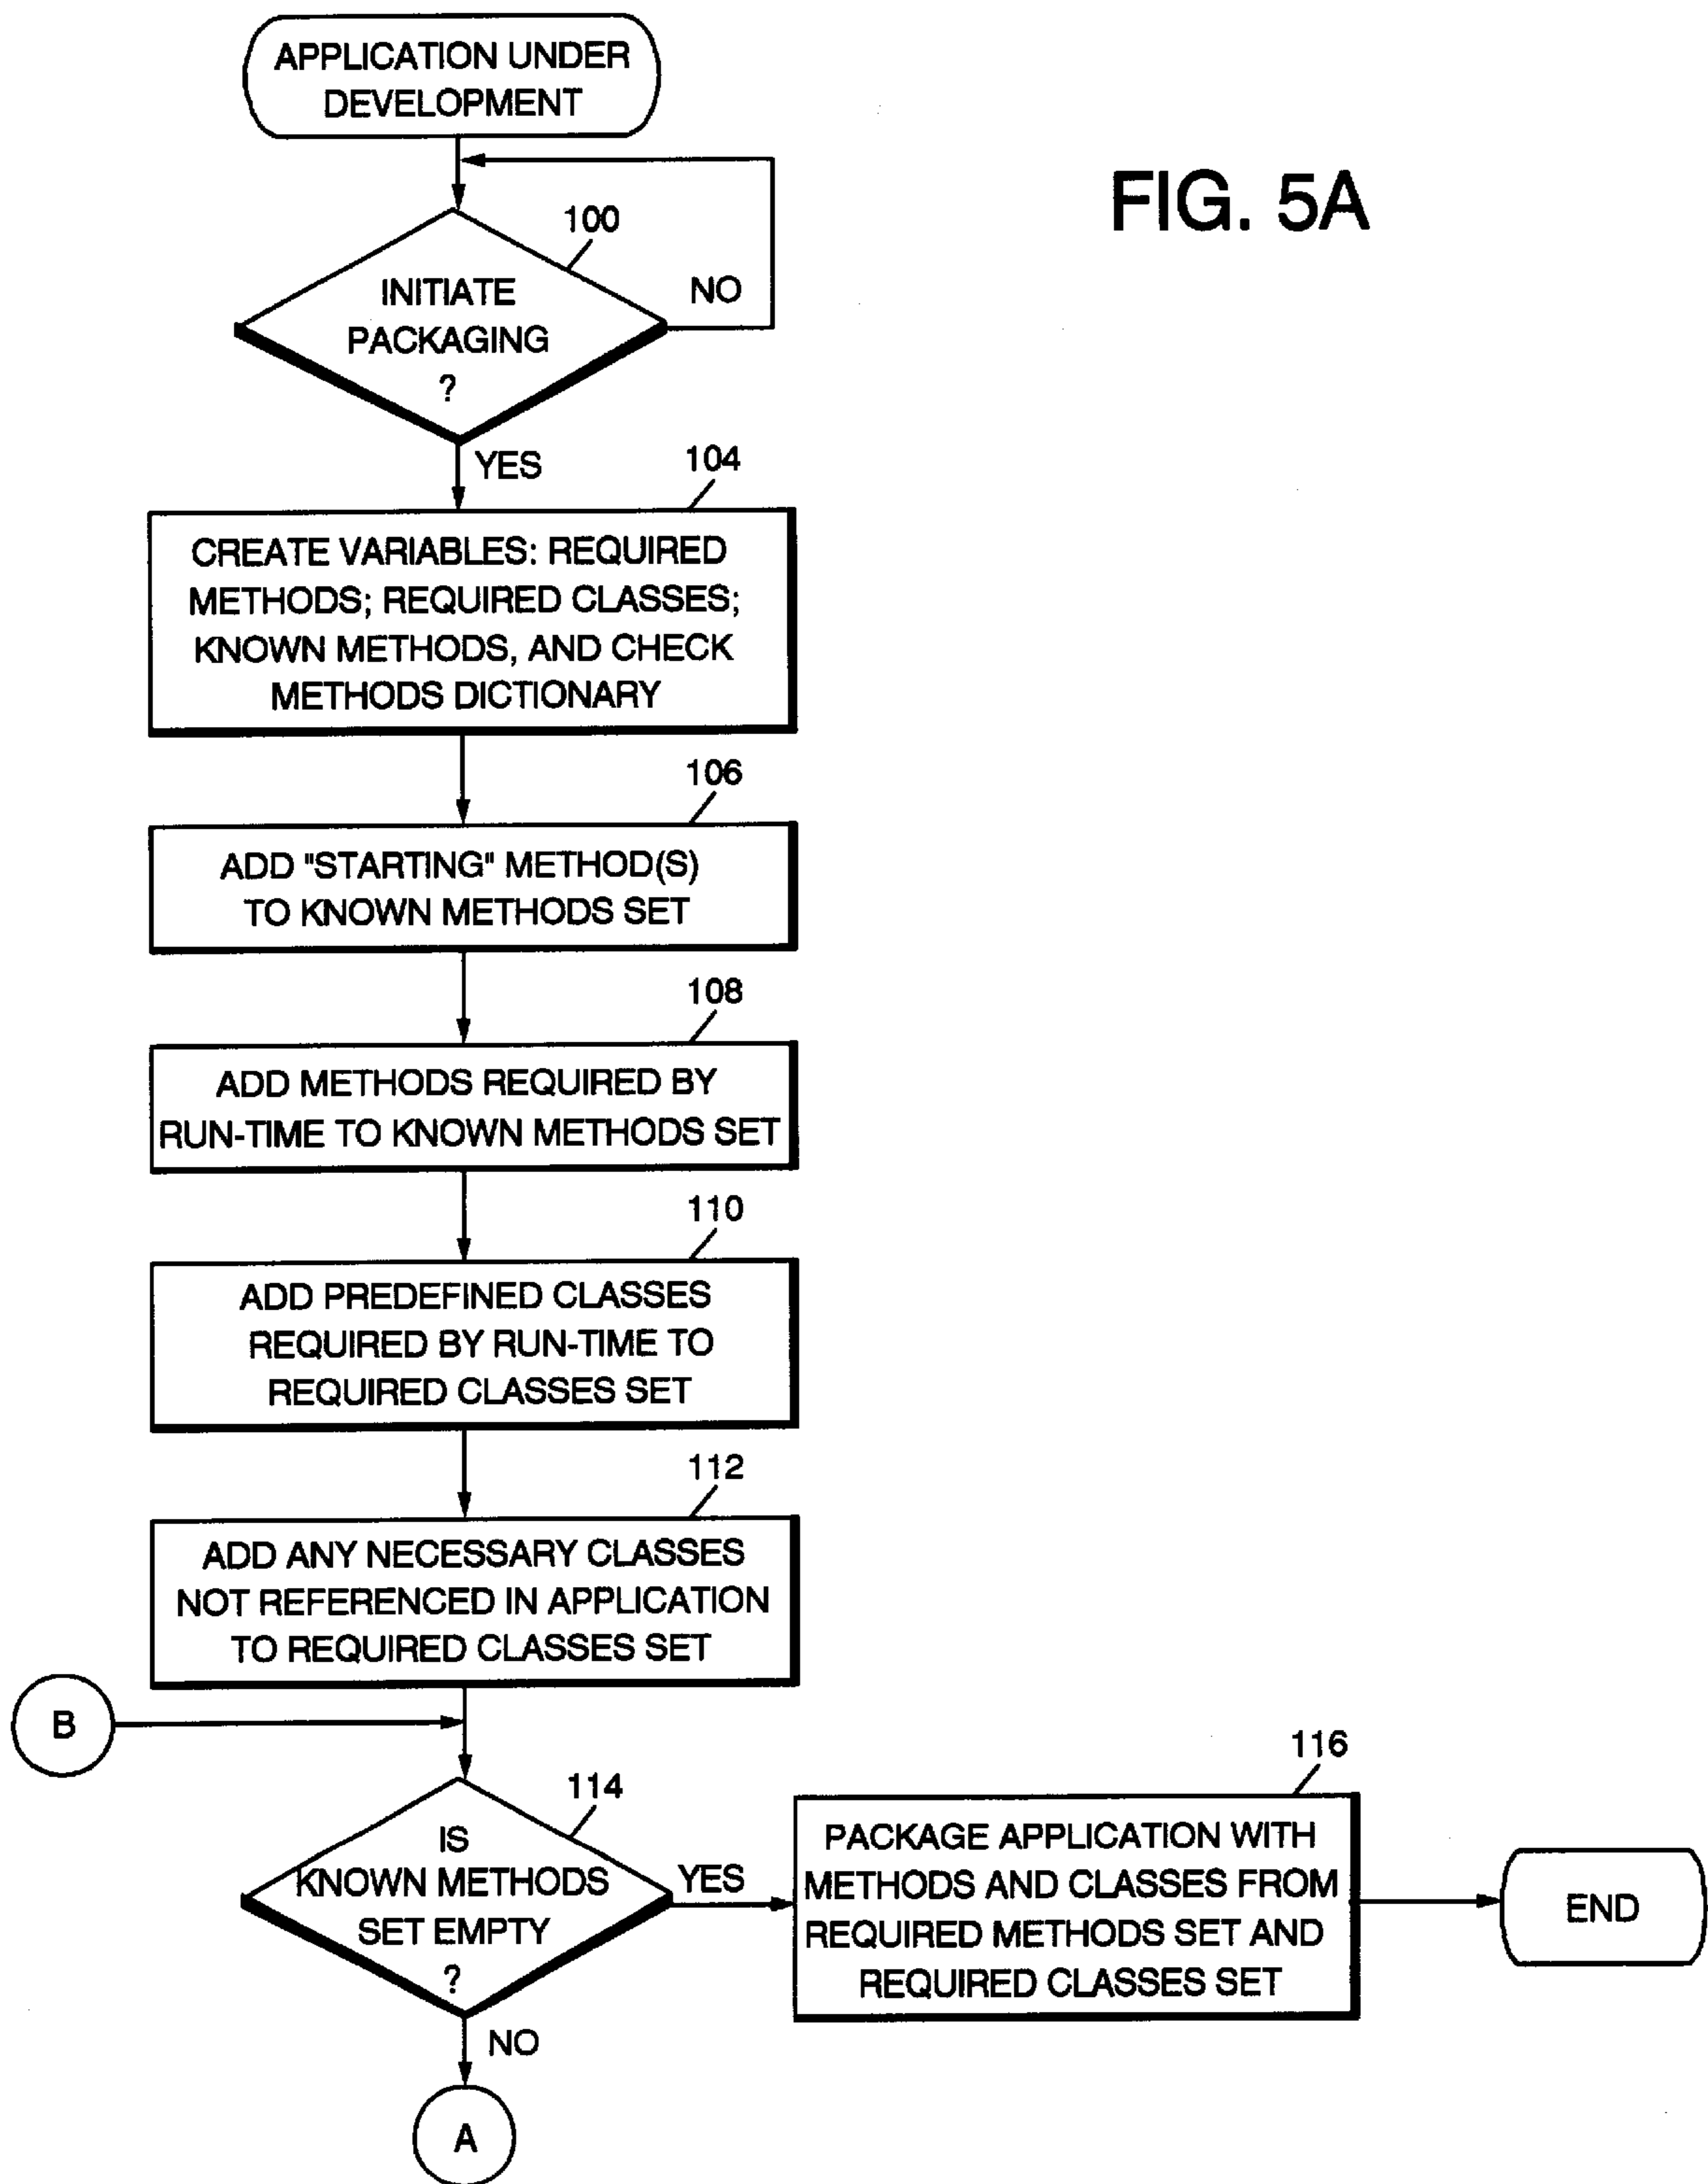 APPLICATION UNDER
DEVELOPMENT
FIG. 5A
100
INITIATE
PACKAGING
?
NO
YES
104
CREATE VARIABLES: REQUIRED
METHODS; REQUIRED CLASSES;
KNOWN METHODS, AND CHECK
METHODS DICTIONARY
106
ADD "STARTING" METHOD(S)
TO KNOWN METHODS SET
108
ADD METHODS REQUIRED BY
RUN-TIME TO KNOWN METHODS SET
110
ADD PREDEFINED CLASSES
REQUIRED BY RUN-TIME TO
REQUIRED CLASSES SET
112
ADD ANY NECESSARY CLASSES
NOT REFERENCED IN APPLICATION
TO REQUIRED CLASSES SET
B
114
IS
KNOWN METHODS
SET EMPTY
?
YES
116
PACKAGE APPLICATION WITH
METHODS AND CLASSES FROM
REQUIRED METHODS SET AND
REQUIRED CLASSES SET
END
NO
A